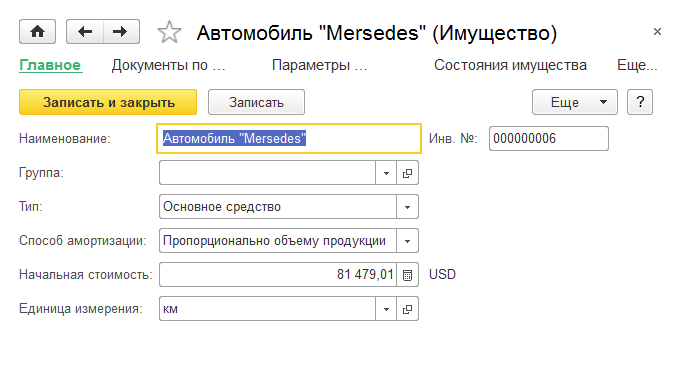 Автомобиль "Mersedes" (Имущество)
Главное Документы по ... Параметры ... Состояния имущества Еще...
Записать и закрыть Записать Еще ?
Наименование: Автомобиль "Mersedes" Инв. №: 000000006
Группа:
Тип: Основное средство
Способ амортизации: Пропорционально объему продукции
Начальная стоимость: 81 479,01 USD
Единица измерения: км